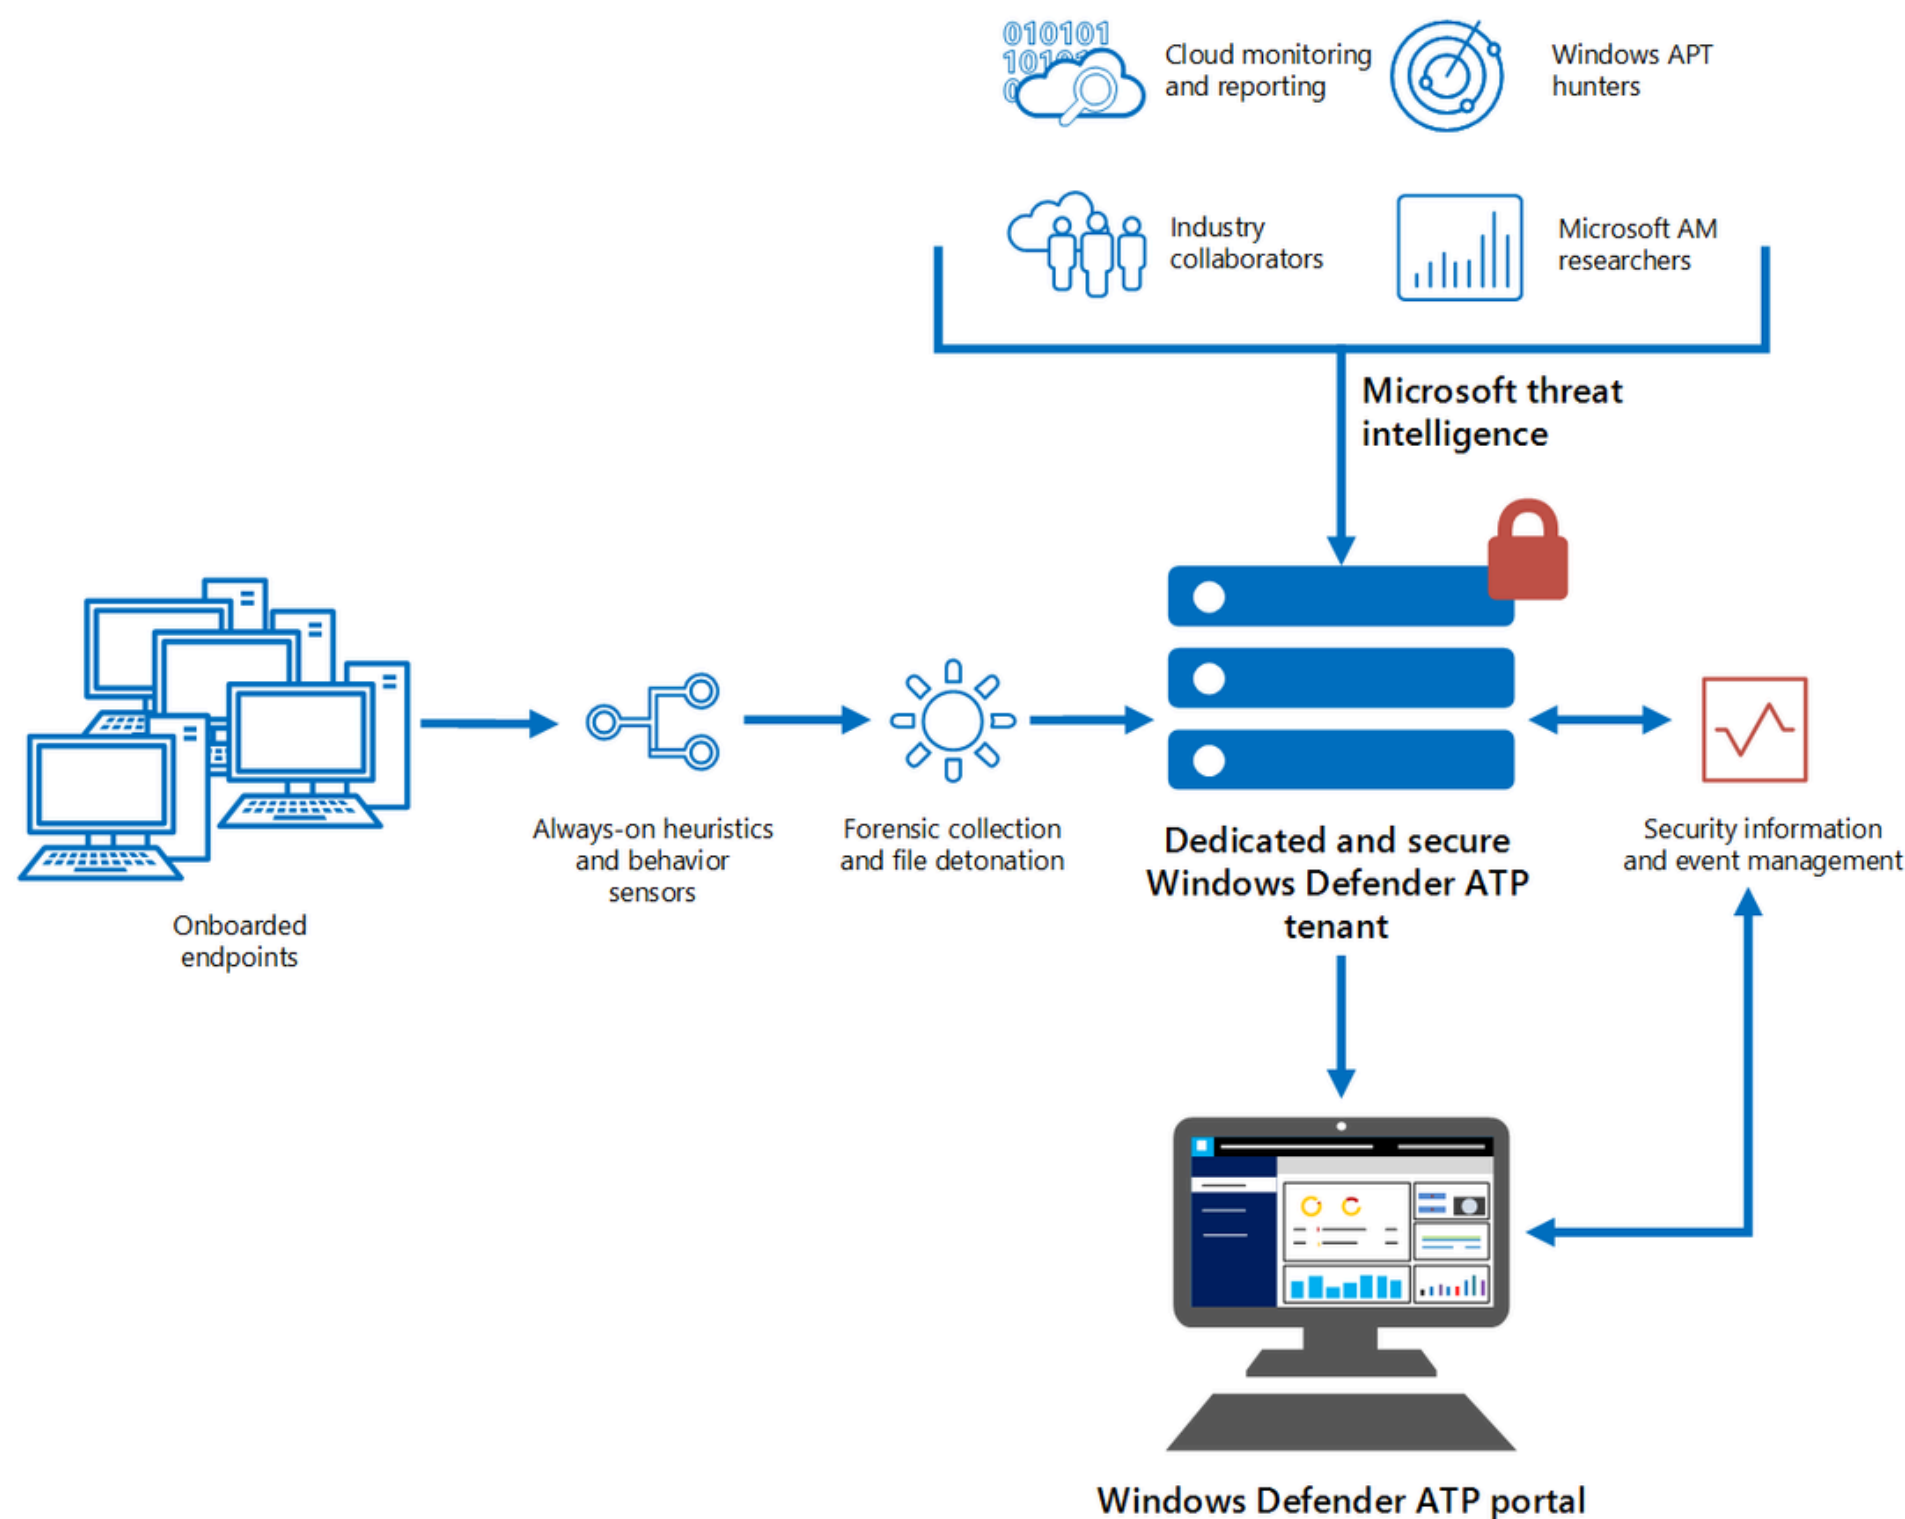 010101
Cloud monitoring
and reporting
Windows APT
hunters
Industry
collaborators
Microsoft AM
researchers
Microsoft threat
intelligence
Onboarded
endpoints
Always-on heuristics
and behavior
sensors
Forensic collection
and file detonation
Dedicated and secure
Windows Defender ATP
tenant
Security information
and event management
Windows Defender ATP portal